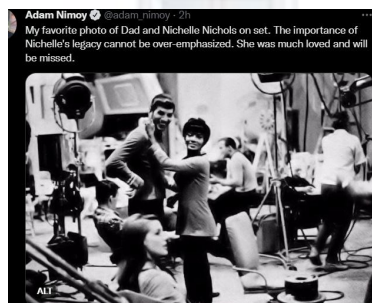 Adam Nimoy @adam_nimoy · 2h
My favorite photo of Dad and Nichelle Nichols on set. The importance of
Nichelle's legacy cannot be over-emphasized. She was much loved and will
be missed.
ALT